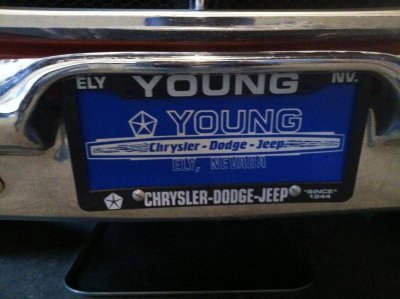 ELY YOUNG NV.
YOUNG
Chrysler - Dodge - Jeep
ELY, NEVADA
CHRYSLER-DODGE-JEEP "SINCE" 1944